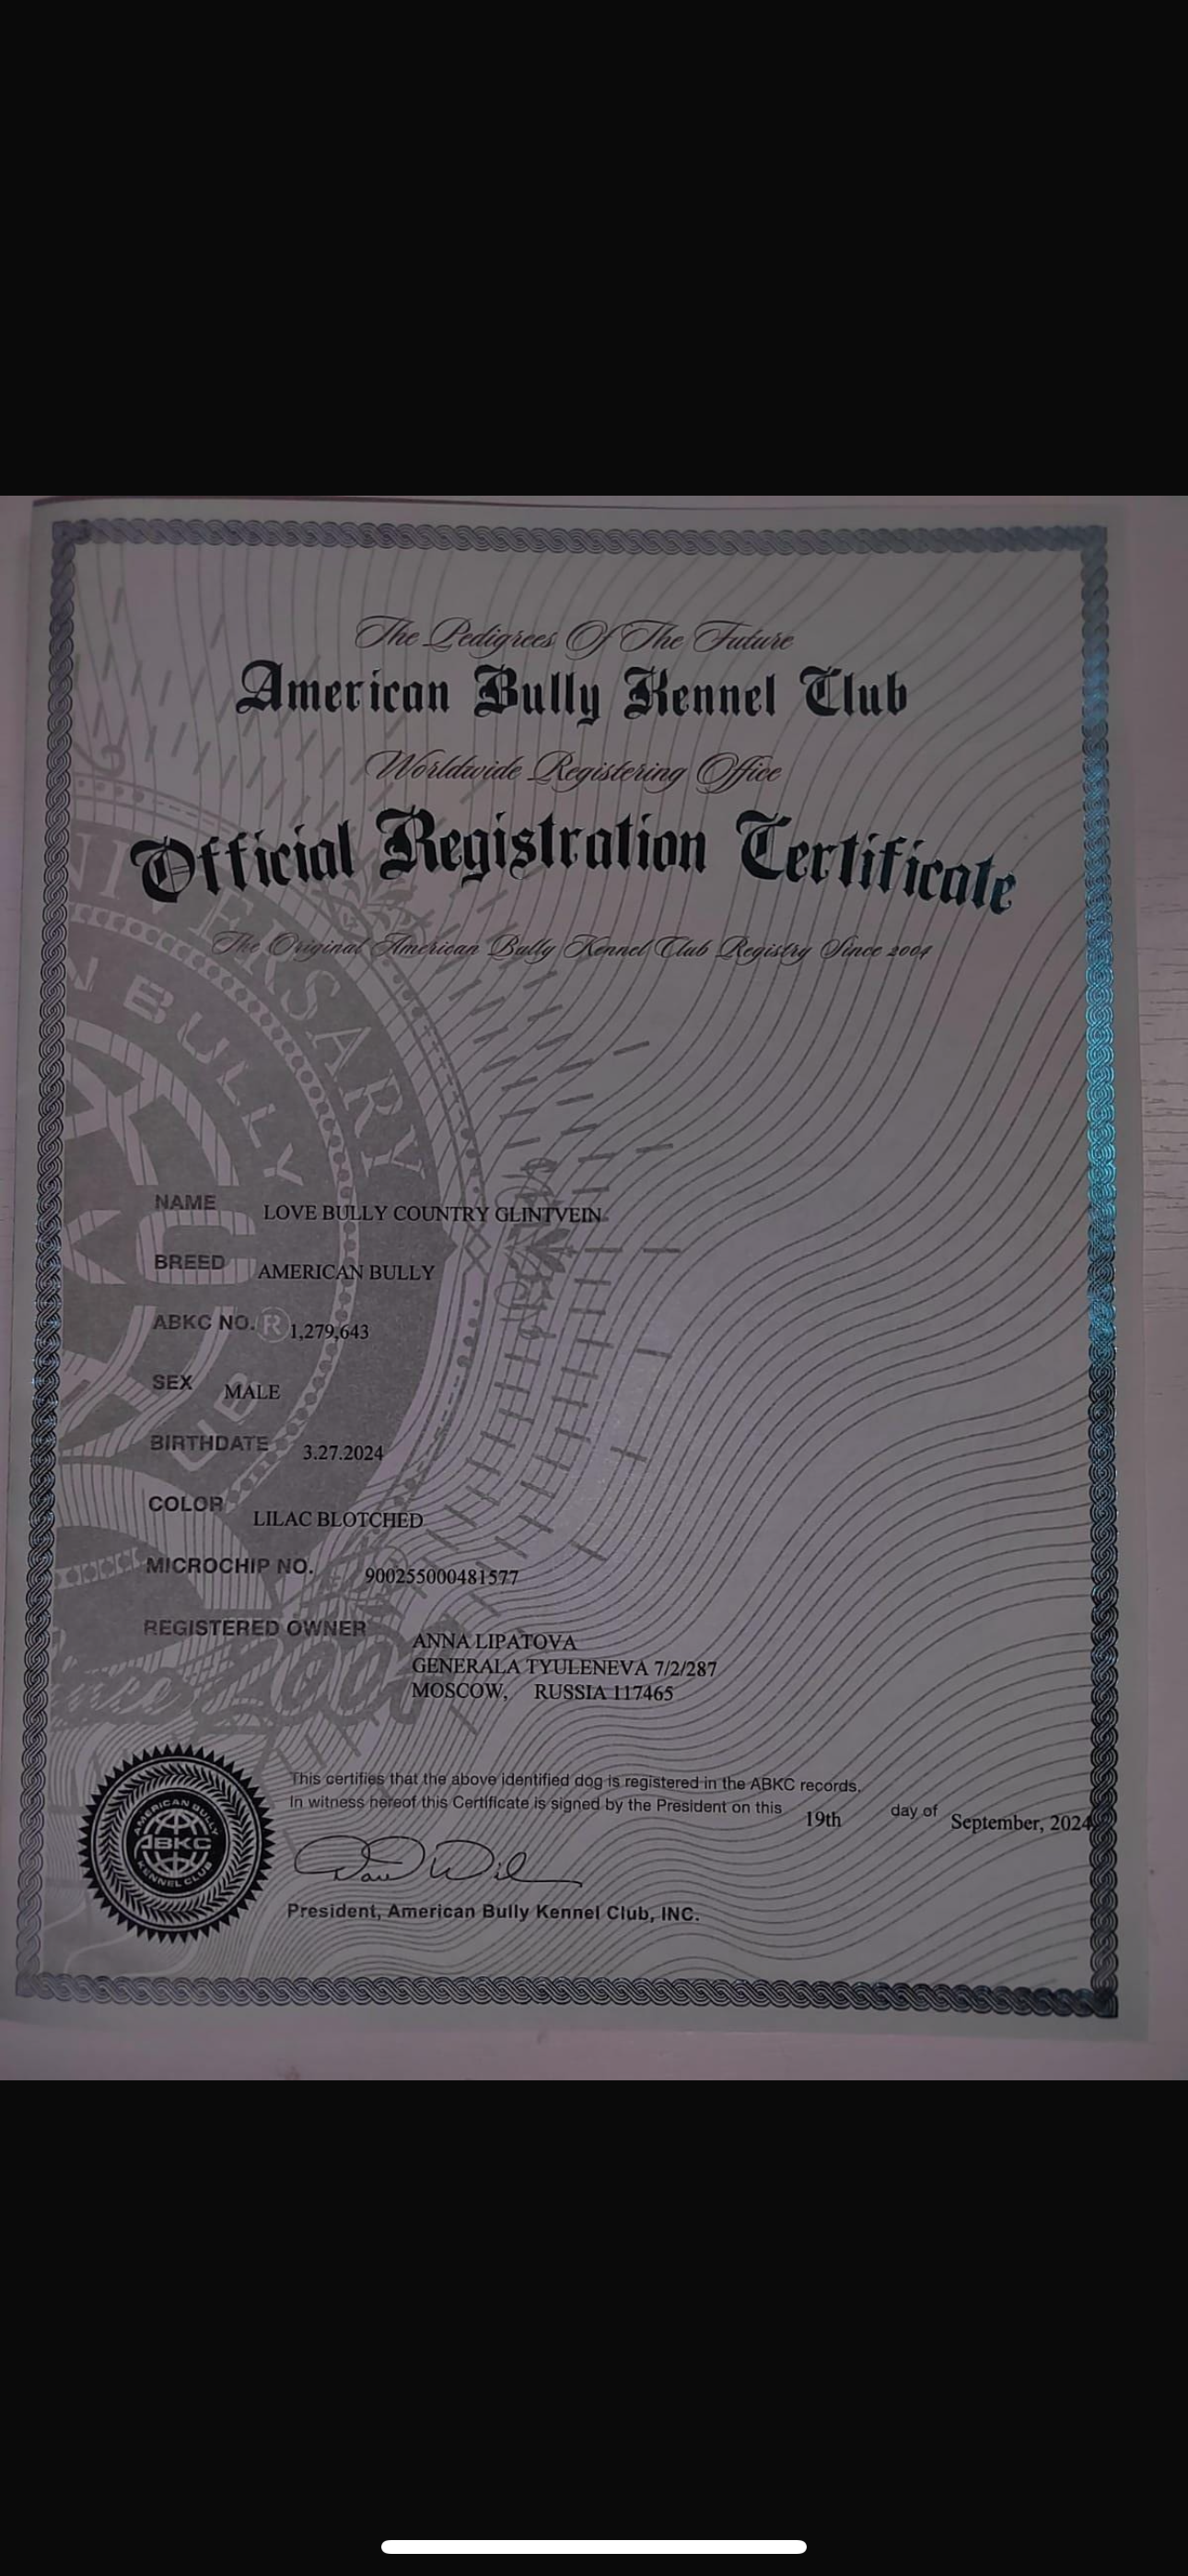 The Pedigrees Of The Future
American Bully Kennel Club
Worldwide Registering Office
Official Registration Certificate
The Original American Bully Kennel Club Registry Since 2004
NIVERSARY
N BULLY
NAME LOVE BULLY COUNTRY GLINTVEIN
BREED AMERICAN BULLY
ABKC NO. ® 1,279,643
SEX MALE
BIRTHDATE 3.27.2024
COLOR LILAC BLOTCHED
MICROCHIP NO. 900255000481577
REGISTERED OWNER ANNA LIPATOVA
GENERALA TYULENEVA 7/2/287
MOSCOW, RUSSIA 117465
This certifies that the above identified dog is registered in the ABKC records.
In witness hereof this Certificate is signed by the President on this 19th day of September, 2024
AMERICAN BULLY
ABKC
KENNEL CLUB
President, American Bully Kennel Club, INC.